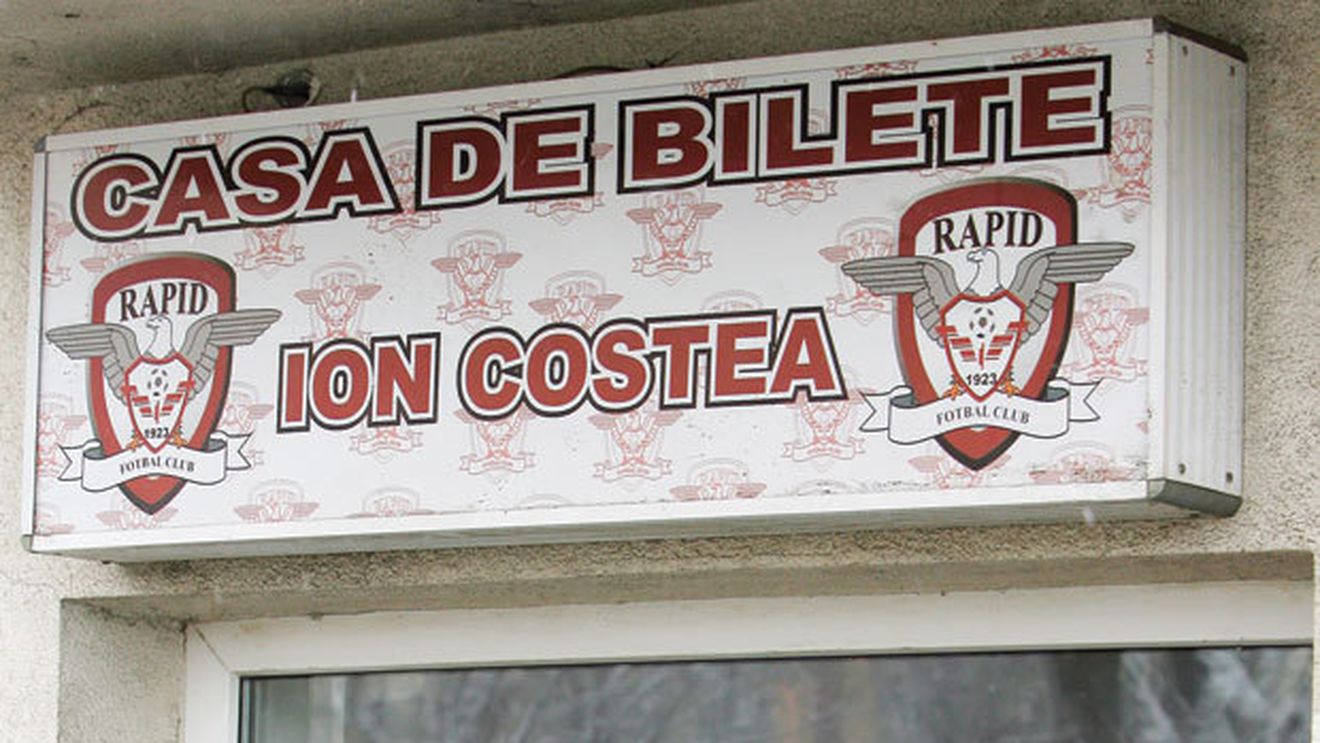 CASA DE BILETE
ION COSTEA
RAPID
1923
FOTBAL CLUB
RAPID
1923
FOTBAL CLUB